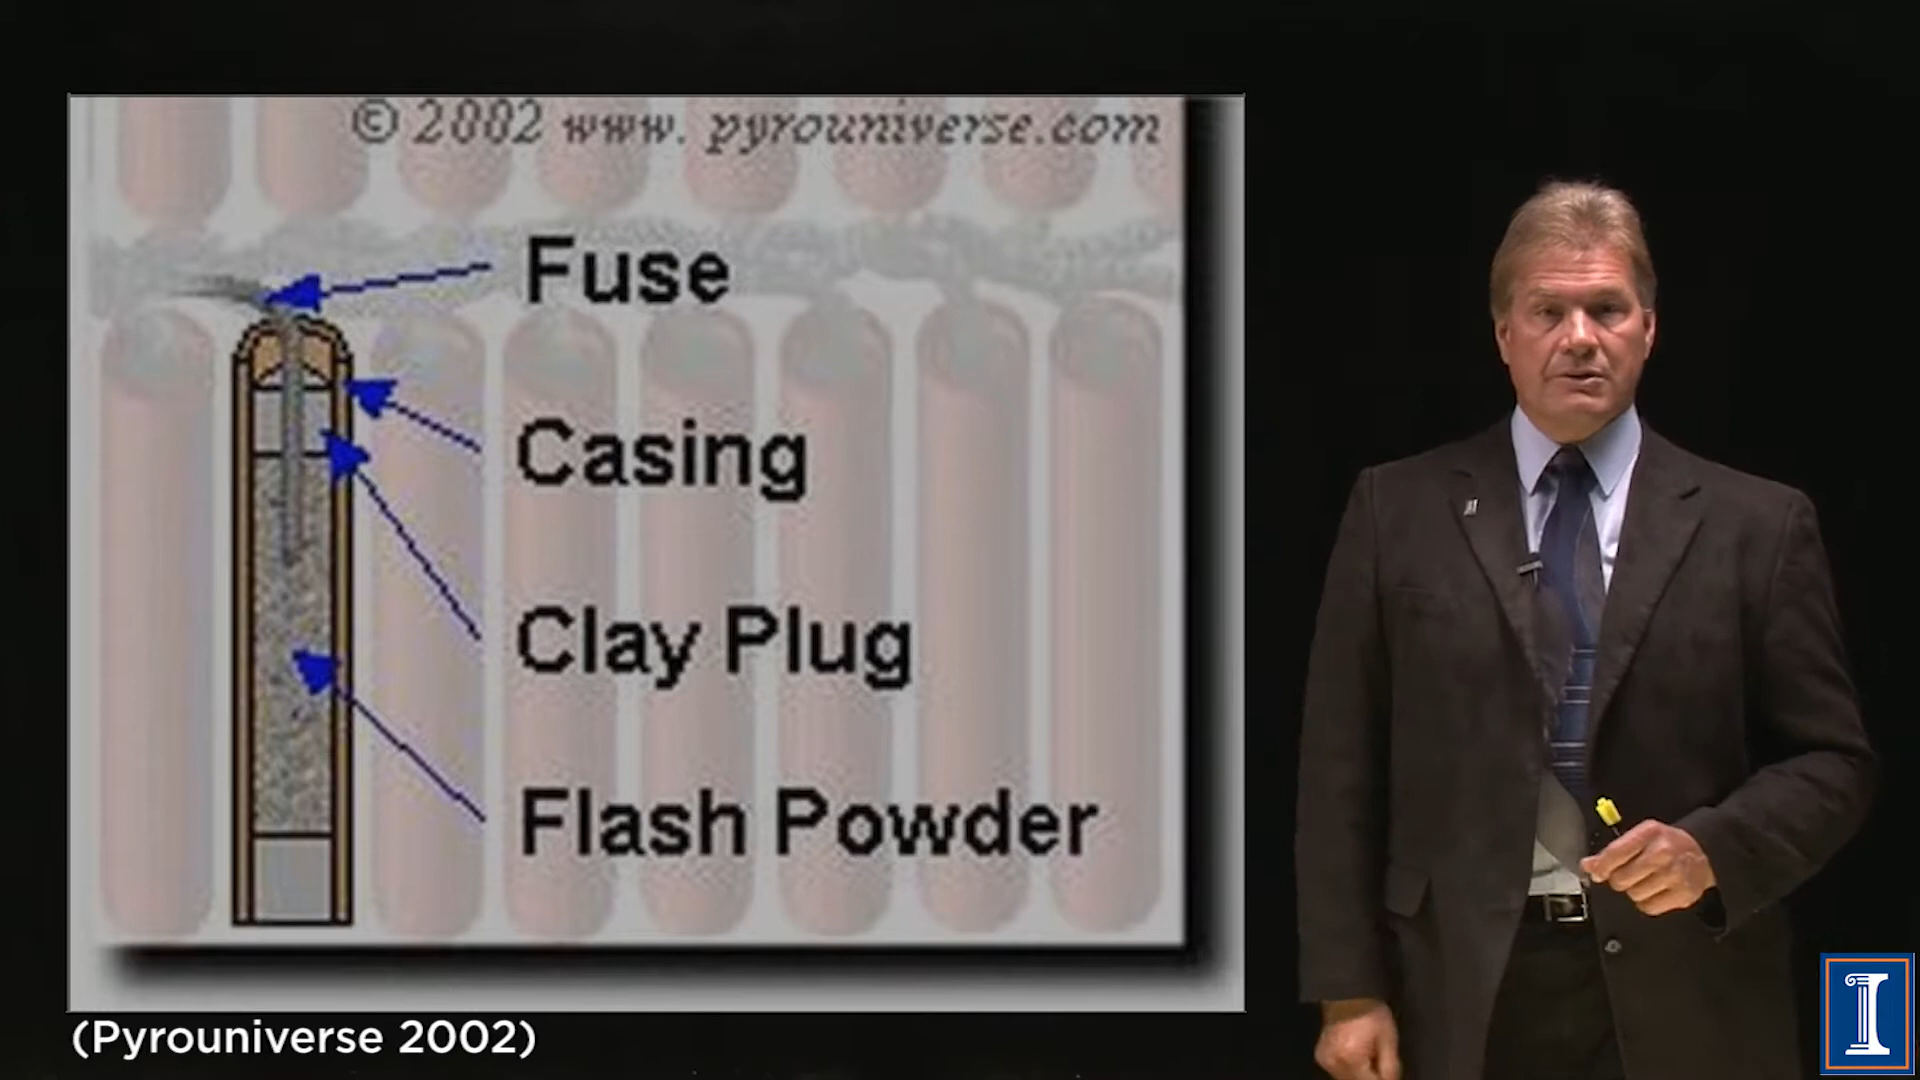 © 2002 www. pyrouniverse.com
Fuse
Casing
Clay Plug
Flash Powder
(Pyrouniverse 2002)
I